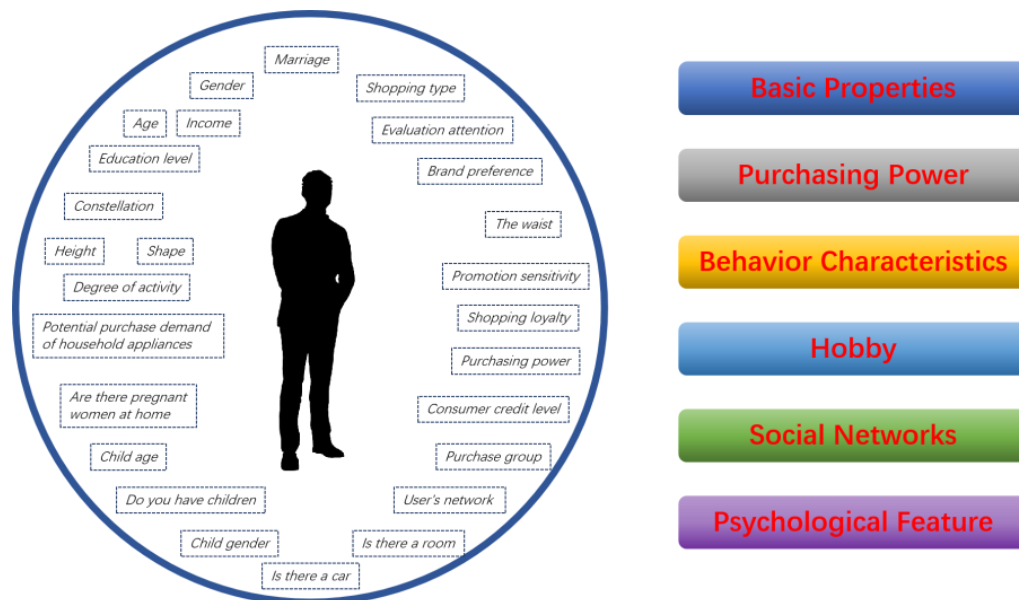 Marriage
Gender
Shopping type
Age
Income
Evaluation attention
Education level
Brand preference
Constellation
The waist
Height
Shape
Promotion sensitivity
Degree of activity
Shopping loyalty
Potential purchase demand
of household appliances
Purchasing power
Are there pregnant
women at home
Consumer credit level
Child age
Purchase group
Do you have children
User's network
Child gender
Is there a room
Is there a car
Basic Properties
Purchasing Power
Behavior Characteristics
Hobby
Social Networks
Psychological Feature